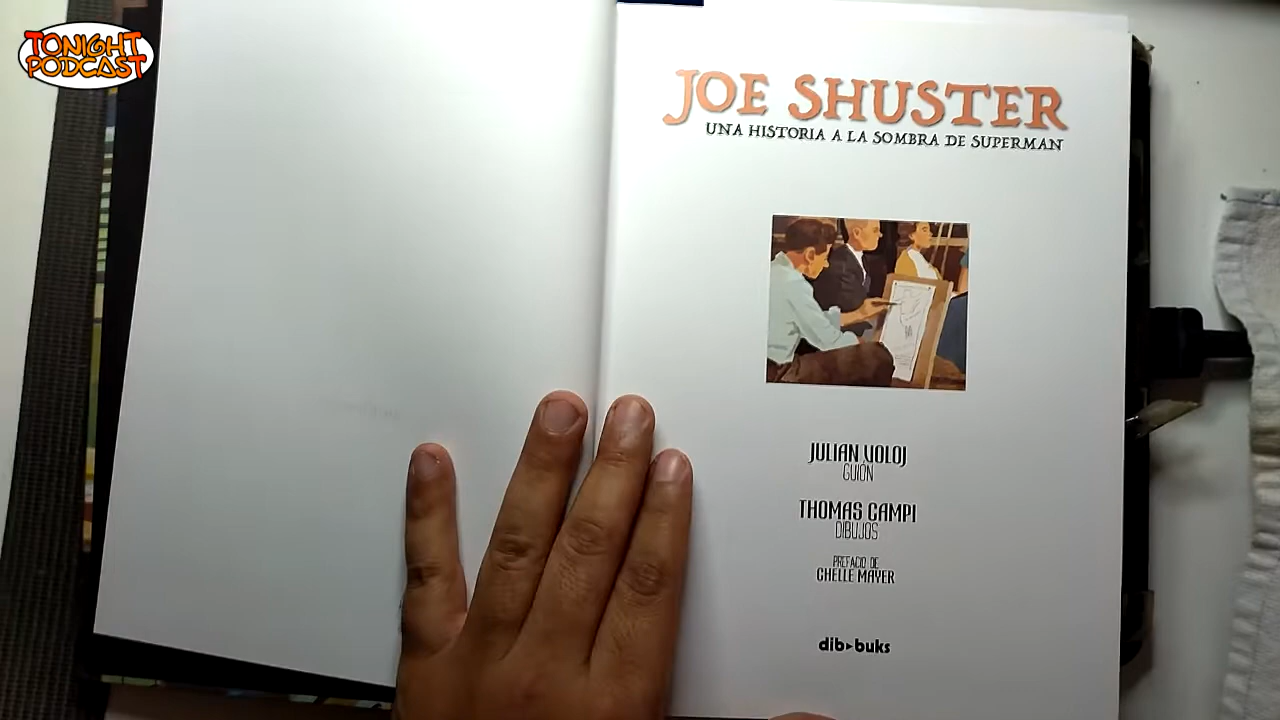 TONIGHT
PODCAST
JOE SHUSTER
UNA HISTORIA A LA SOMBRA DE SUPERMAN
JULIAN VOLOJ
GUIÓN
THOMAS CAMPI
DIBUJOS
PREFACIO DE
CHELLE MAYER
dib▸buks